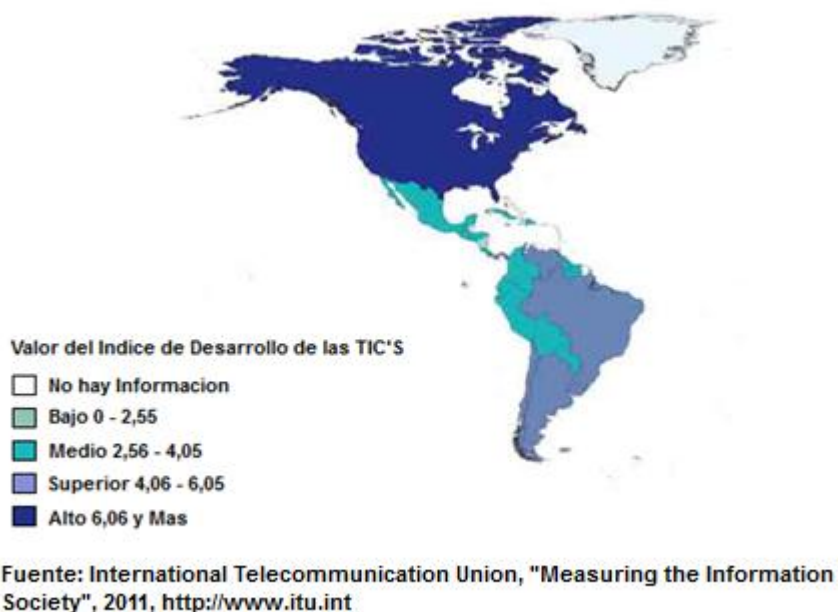 Valor del Indice de Desarrollo de las TIC'S
No hay Informacion
Bajo 0 - 2,55
Medio 2,56 - 4,05
Superior 4,06 - 6,05
Alto 6,06 y Mas
Fuente: International Telecommunication Union, "Measuring the Information
Society", 2011, http://www.itu.int